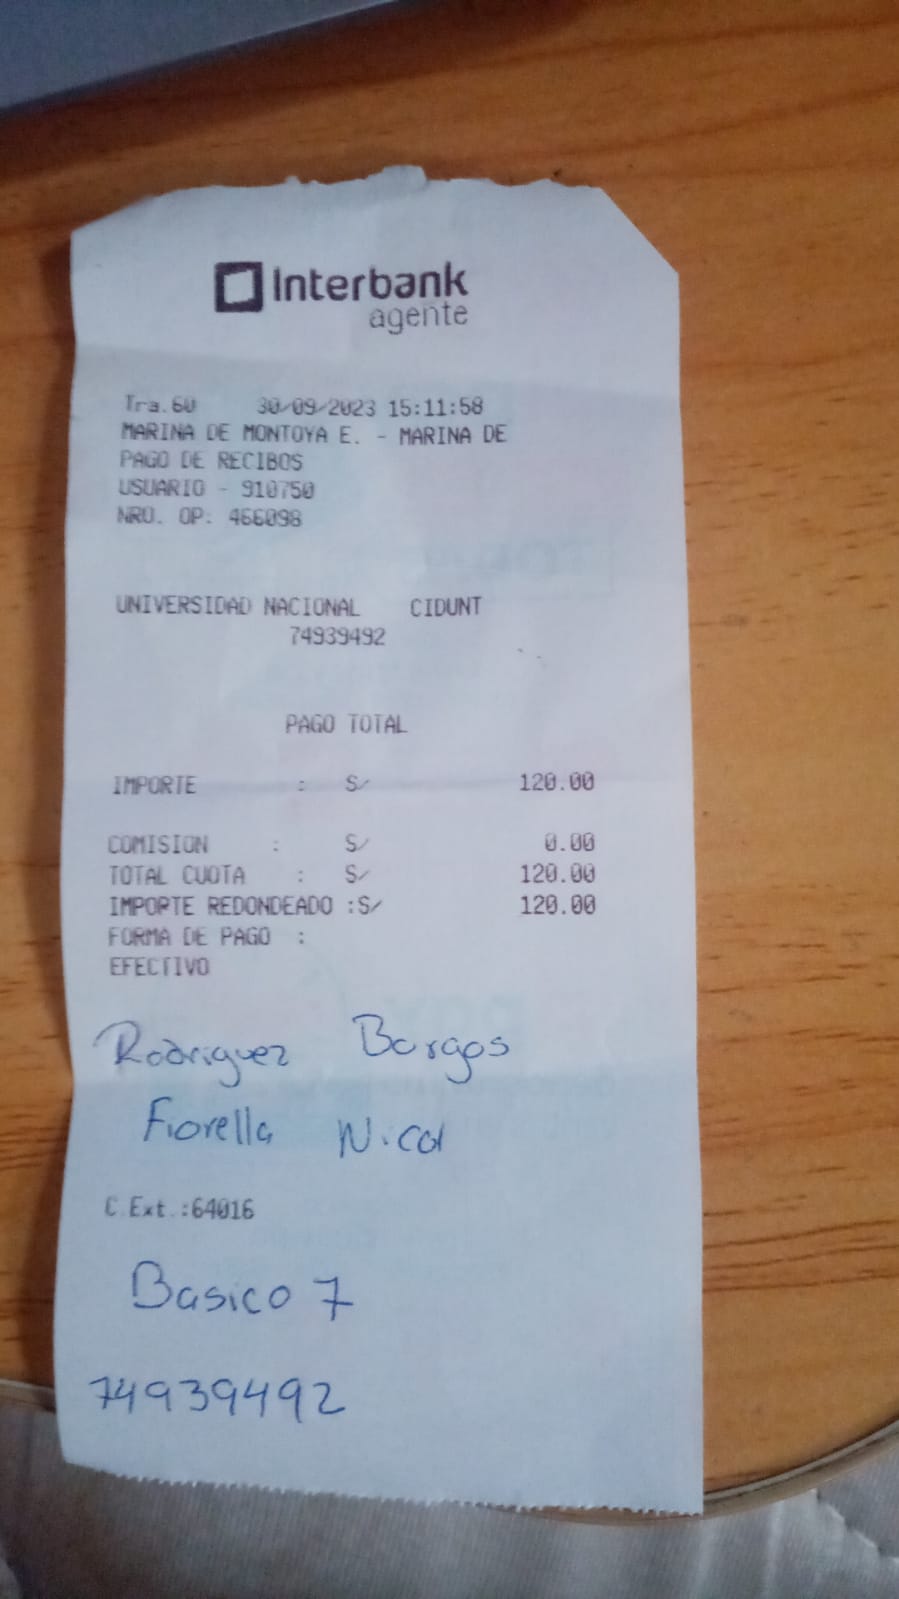 Interbank
agente
Tra.60 30/09/2023 15:11:58
MARINA DE MONTOYA E. - MARINA DE
PAGO DE RECIBOS
USUARIO - 910750
NRO. OP: 466098
UNIVERSIDAD NACIONAL CIDUNT
74939492
PAGO TOTAL
IMPORTE : S/ 120.00
COMISION : S/ 0.00
TOTAL CUOTA : S/ 120.00
IMPORTE REDONDEADO :S/ 120.00
FORMA DE PAGO :
EFECTIVO
Rodriguez Borgos
Fiorella Nicol
C.Ext.:64016
Basico 7
74939492